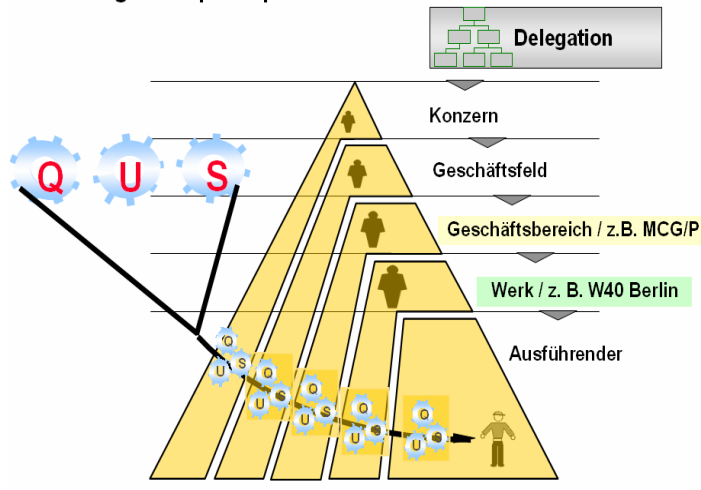 Delegation
Konzern
Q U S
Geschäftsfeld
Geschäftsbereich / z.B. MCG/P
Werk / z. B. W40 Berlin
Ausführender
Q
U S
Q
U S
Q
U S
Q
U S
Q
U S